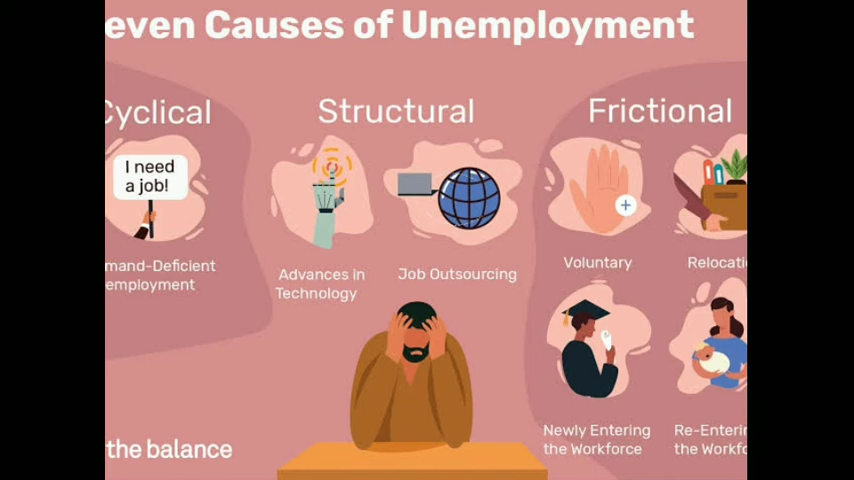 even Causes of Unemployment
Cyclical
Structural
Frictional
I need
a job!
mand-Deficient
employment
Advances in
Technology
Job Outsourcing
Voluntary
Relocati
Newly Entering
the Workforce
Re-Enterin
the Workfo
the balance